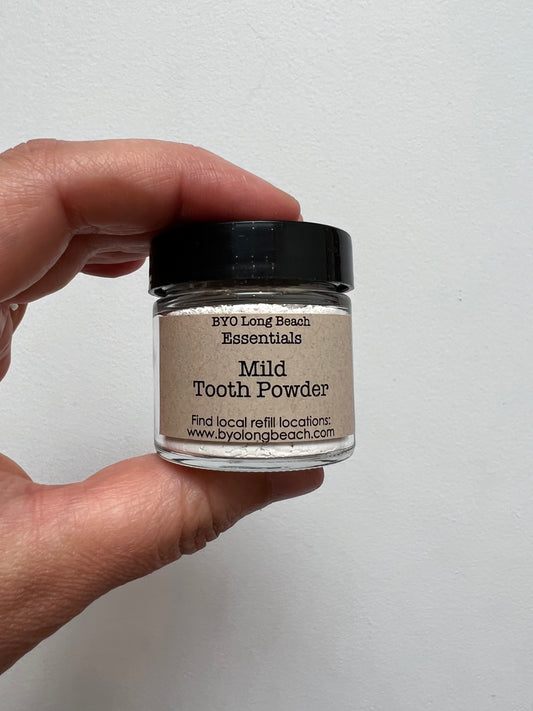 BYO Long Beach
Essentials
Mild
Tooth Powder
Find local refill locations:
www.byolongbeach.com